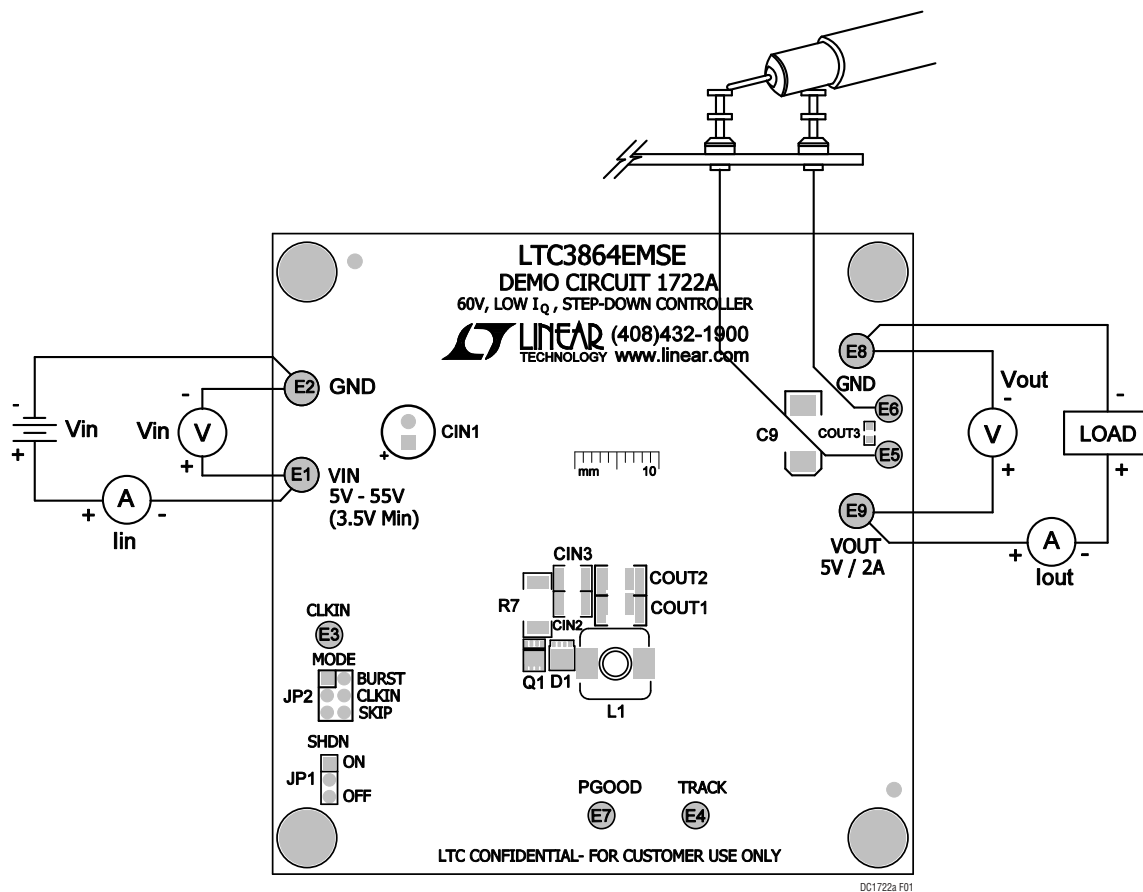 LTC3864EMSE
DEMO CIRCUIT 1722A
60V, LOW IQ , STEP-DOWN CONTROLLER
LINEAR (408)432-1900
TECHNOLOGY www.linear.com
E8
GND
E6
E5
E9
VOUT
5V / 2A
Vout
-
V
+
-
LOAD
+
+ A -
Iout
-
Vin
+
-
Vin V
+
+ A -
Iin
E2 GND
E1 VIN
5V - 55V
(3.5V Min)
CIN1
+
mm 10
C9
COUT3
CIN3
COUT2
R7
COUT1
CIN2
Q1 D1
L1
CLKIN
E3
MODE
BURST
JP2 CLKIN
SKIP
SHDN
ON
JP1
OFF
PGOOD
E7
TRACK
E4
LTC CONFIDENTIAL- FOR CUSTOMER USE ONLY
DC1722a F01